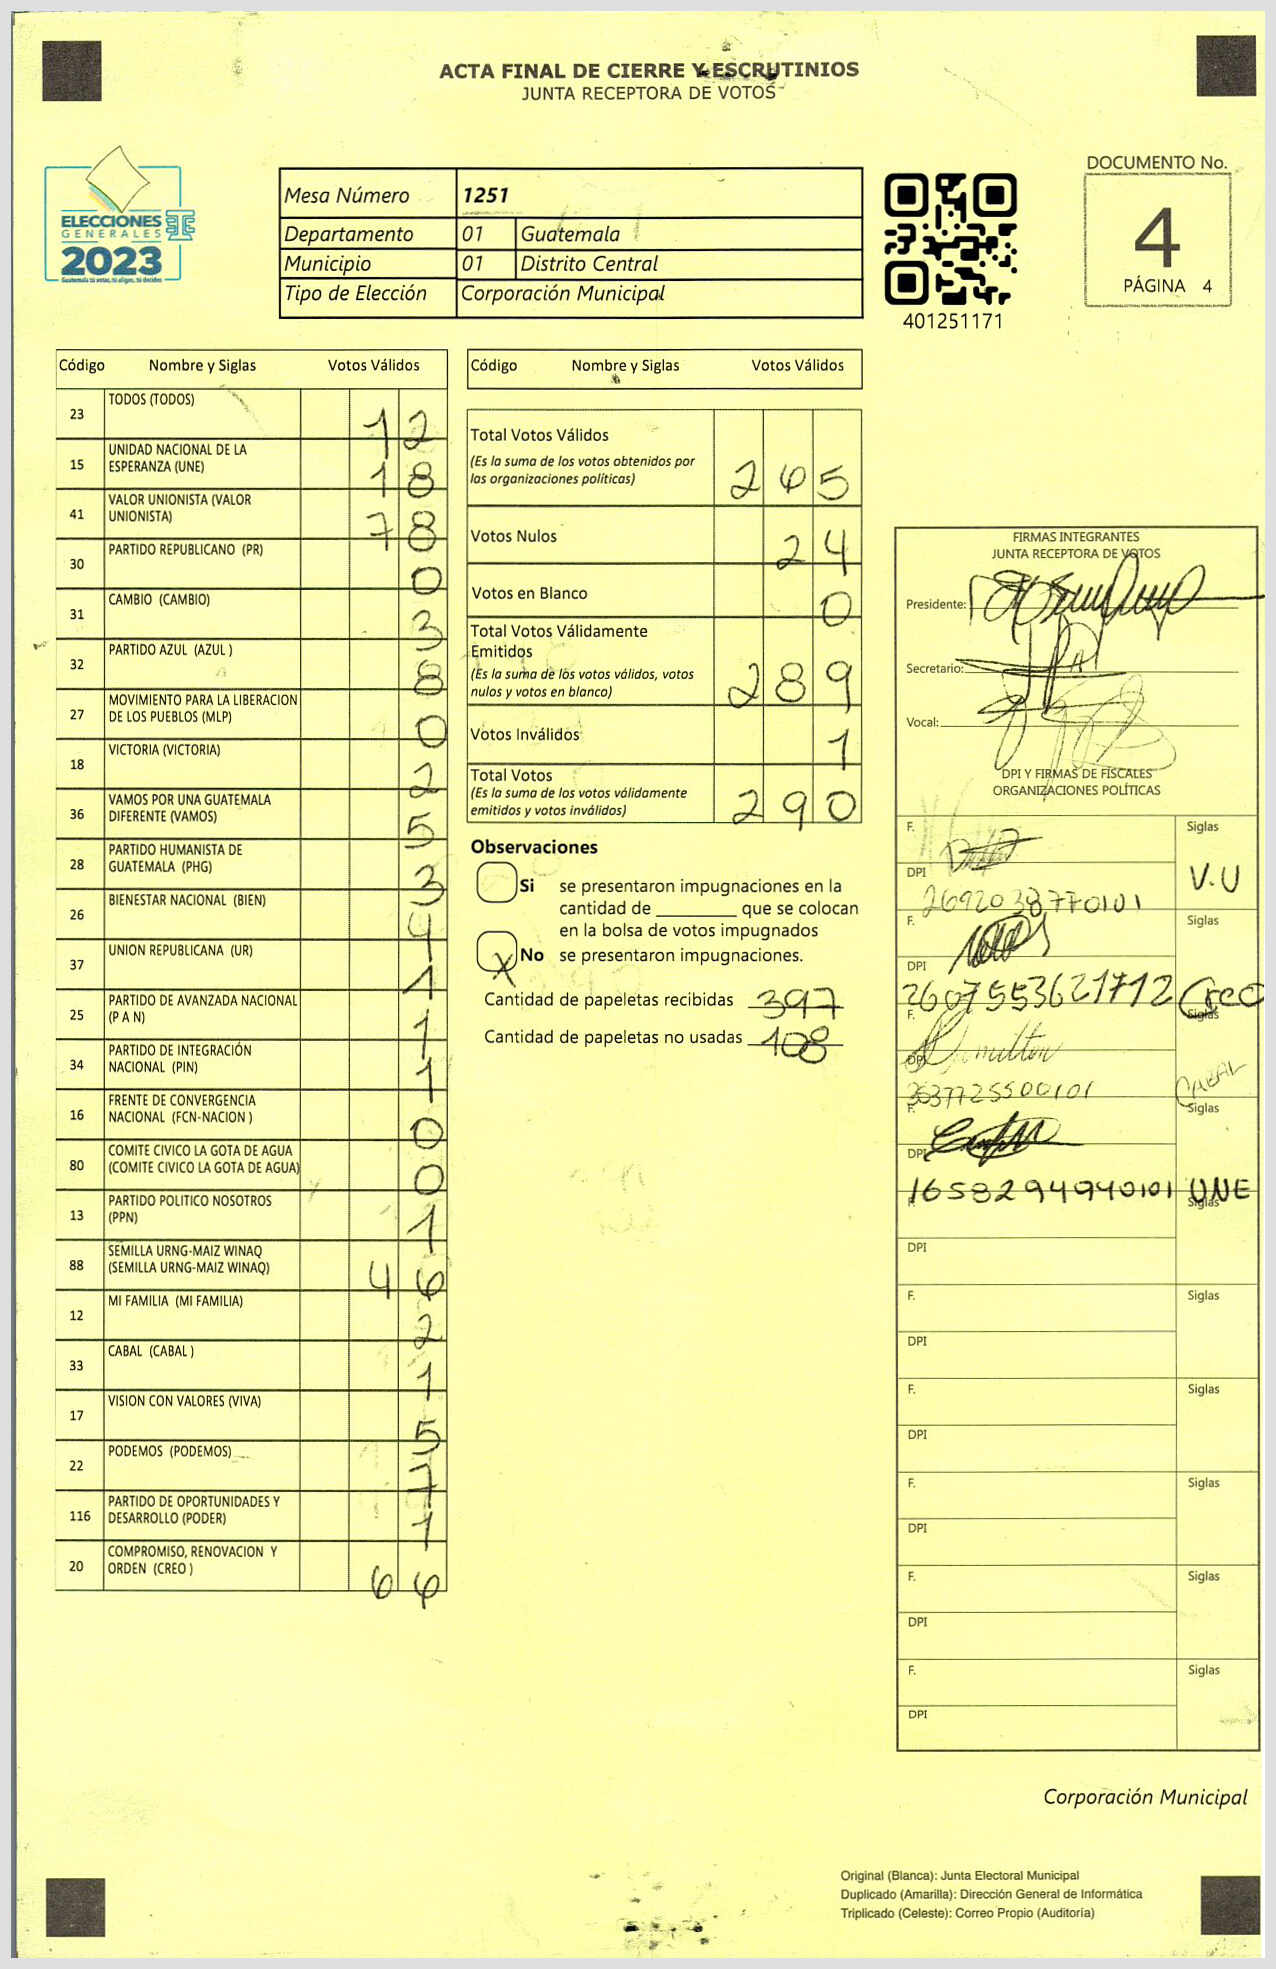 ACTA FINAL DE CIERRE Y ESCRUTINIOS
JUNTA RECEPTORA DE VOTOS
ELECCIONES
GENERALES
2023
Guatemala tú votas, tú eliges, tú decides
Mesa Número 1251
Departamento 01 Guatemala
Municipio 01 Distrito Central
Tipo de Elección Corporación Municipal
401251171
DOCUMENTO No.
4
PÁGINA 4
Código Nombre y Siglas Votos Válidos
23 TODOS (TODOS) 12
15 UNIDAD NACIONAL DE LA
ESPERANZA (UNE) 18
41 VALOR UNIONISTA (VALOR
UNIONISTA) 78
30 PARTIDO REPUBLICANO (PR) 0
31 CAMBIO (CAMBIO) 3
32 PARTIDO AZUL (AZUL ) 8
27 MOVIMIENTO PARA LA LIBERACION
DE LOS PUEBLOS (MLP) 0
18 VICTORIA (VICTORIA) 2
36 VAMOS POR UNA GUATEMALA
DIFERENTE (VAMOS) 5
28 PARTIDO HUMANISTA DE
GUATEMALA (PHG) 3
26 BIENESTAR NACIONAL (BIEN) 4
37 UNION REPUBLICANA (UR) 1
25 PARTIDO DE AVANZADA NACIONAL
(P A N) 1
34 PARTIDO DE INTEGRACIÓN
NACIONAL (PIN) 1
16 FRENTE DE CONVERGENCIA
NACIONAL (FCN-NACION ) 0
80 COMITE CIVICO LA GOTA DE AGUA
(COMITE CIVICO LA GOTA DE AGUA) 0
13 PARTIDO POLITICO NOSOTROS
(PPN) 1
88 SEMILLA URNG-MAIZ WINAQ
(SEMILLA URNG-MAIZ WINAQ) 46
12 MI FAMILIA (MI FAMILIA) 2
33 CABAL (CABAL ) 1
17 VISION CON VALORES (VIVA) 5
22 PODEMOS (PODEMOS) 7
116 PARTIDO DE OPORTUNIDADES Y
DESARROLLO (PODER) 1
20 COMPROMISO, RENOVACION Y
ORDEN (CREO ) 66
Código Nombre y Siglas Votos Válidos
Total Votos Válidos
(Es la suma de los votos obtenidos por
las organizaciones políticas) 265
Votos Nulos 24
Votos en Blanco 0
Total Votos Válidamente
Emitidos
(Es la suma de los votos válidos, votos
nulos y votos en blanco) 289
Votos Inválidos 1
Total Votos
(Es la suma de los votos válidamente
emitidos y votos inválidos) 290
Observaciones
Si se presentaron impugnaciones en la
cantidad de ________ que se colocan
en la bolsa de votos impugnados
X No se presentaron impugnaciones.
Cantidad de papeletas recibidas 397
Cantidad de papeletas no usadas 108
FIRMAS INTEGRANTES
JUNTA RECEPTORA DE VOTOS
Presidente:
Secretario:
Vocal:
DPI Y FIRMAS DE FISCALES
ORGANIZACIONES POLÍTICAS
F. Siglas
DPI V.U
2692038770101
F. Siglas
DPI
2607553621712 Creo
F. Siglas
DPI
3037725500101 CABAL
F. Siglas
DPI
1658294940101 UNE
F. Siglas
DPI
F. Siglas
DPI
F. Siglas
DPI
F. Siglas
DPI
F. Siglas
DPI
F. Siglas
DPI
Corporación Municipal
Original (Blanca): Junta Electoral Municipal
Duplicado (Amarilla): Dirección General de Informática
Triplicado (Celeste): Correo Propio (Auditoría)